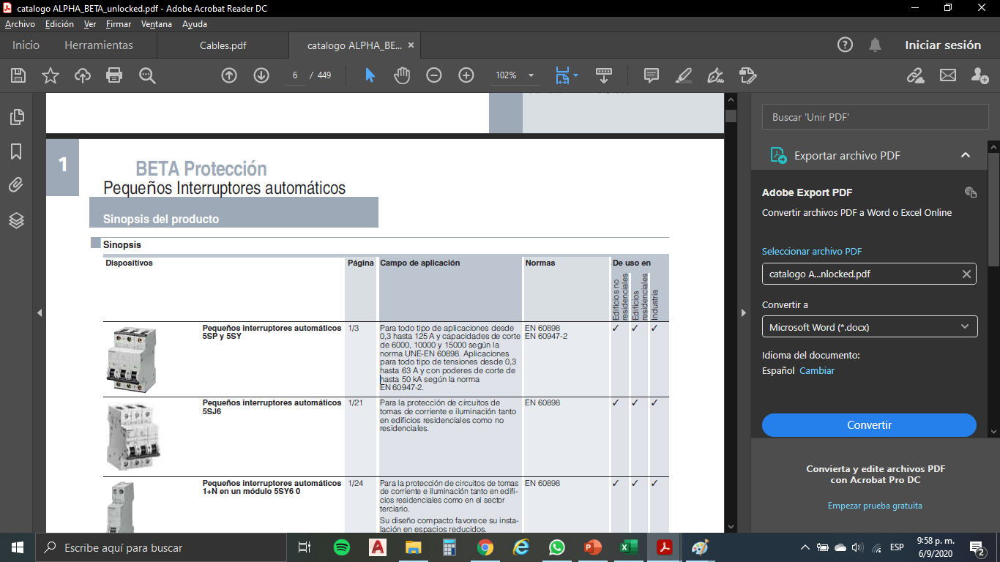 catalogo ALPHA_BETA_unlocked.pdf - Adobe Acrobat Reader DC
Archivo Edición Ver Firmar Ventana Ayuda
Inicio Herramientas Cables.pdf catalogo ALPHA_BE... ×
Iniciar sesión
6 / 449
102%
Buscar 'Unir PDF'
Exportar archivo PDF
Adobe Export PDF
Convertir archivos PDF a Word o Excel Online
Seleccionar archivo PDF
catalogo A...nlocked.pdf
Convertir a
Microsoft Word (*.docx)
Idioma del documento:
Español Cambiar
Convertir
Convierta y edite archivos PDF
con Acrobat Pro DC
Empezar prueba gratuita
1
BETA Protección
Pequeños Interruptores automáticos
Sinopsis del producto
Sinopsis
Dispositivos Página Campo de aplicación Normas De uso en
Edificios no
residenciales
Edificios
residenciales
Industria
Pequeños interruptores automáticos
5SP y 5SY
1/3
Para todo tipo de aplicaciones desde
0,3 hasta 125 A y capacidades de corte
de 6000, 10000 y 15000 según la
norma UNE-EN 60898. Aplicaciones
para todo tipo de tensiones desde 0,3
hasta 63 A y con poderes de corte de
hasta 50 kA según la norma
EN 60947-2.
EN 60898
EN 60947-2
✓ ✓ ✓
Pequeños interruptores automáticos
5SJ6
1/21
Para la protección de circuitos de
tomas de corriente e iluminación tanto
en edificios residenciales como no
residenciales.
EN 60898
✓ ✓ ✓
Pequeños interruptores automáticos
1+N en un módulo 5SY6 0
1/24
Para la protección de circuitos de tomas
de corriente e iluminación tanto en edifi-
cios residenciales como en el sector
terciario.
Su diseño compacto favorece su insta-
lación en espacios reducidos.
EN 60898
✓ ✓ ✓
Escribe aquí para buscar
ESP
9:58 p. m.
6/9/2020
2